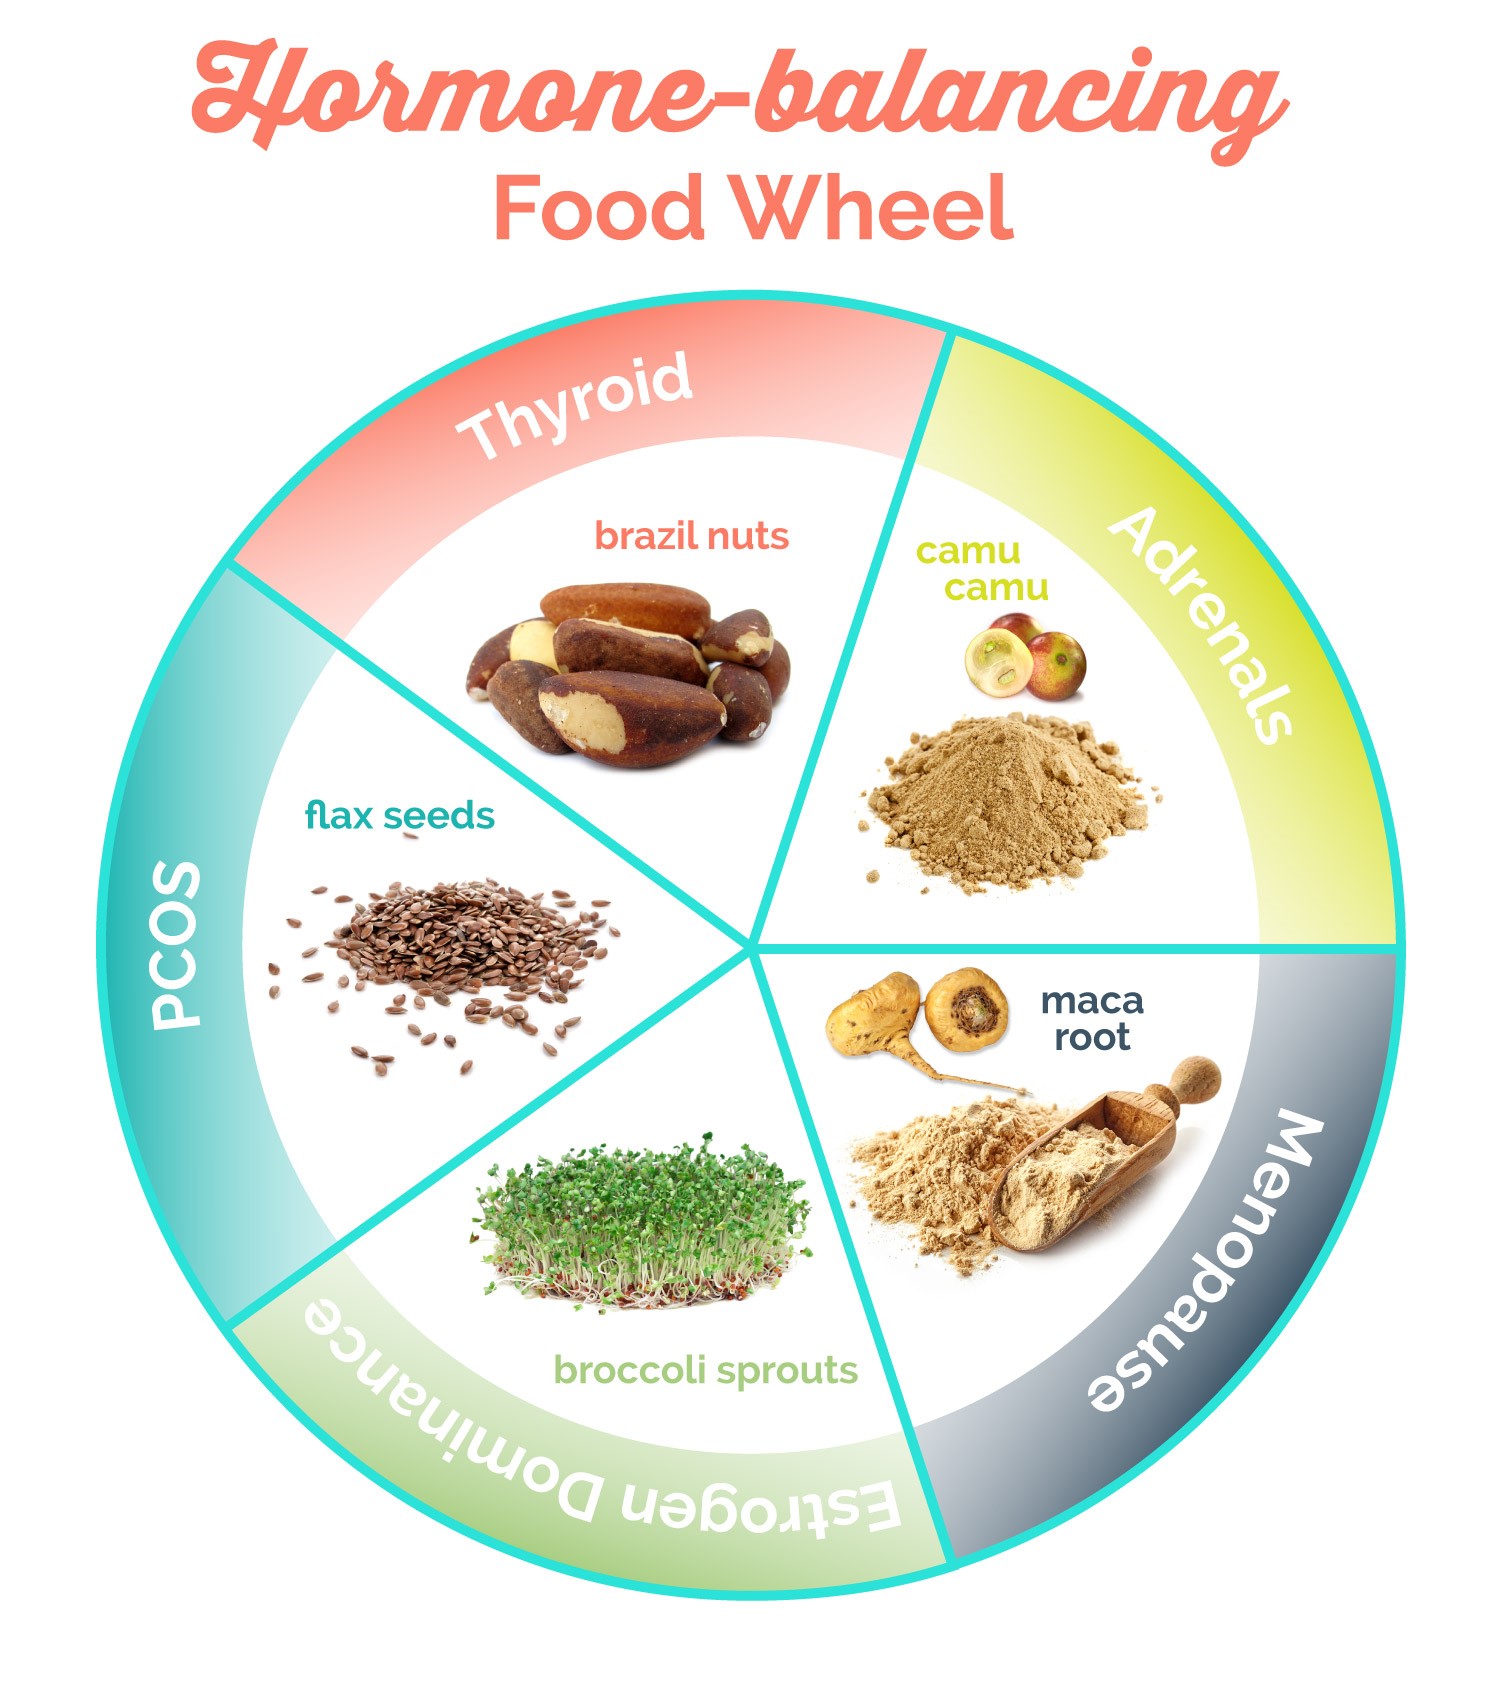 Hormone-balancing
Food Wheel
Thyroid
brazil nuts
Adrenals
camu
camu
PCOS
flax seeds
maca
root
Menopause
broccoli sprouts
Estrogen Dominance